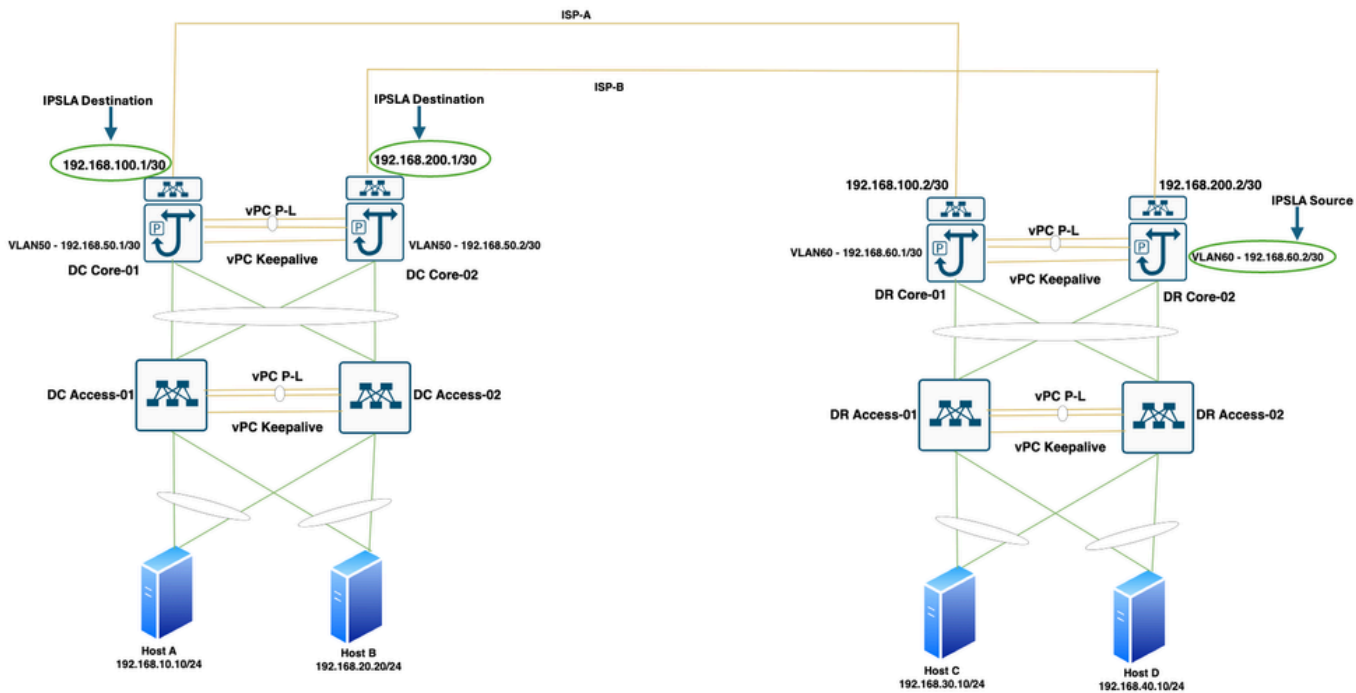 ISP-A
ISP-B
IPSLA Destination
IPSLA Destination
192.168.100.1/30
192.168.200.1/30
192.168.100.2/30
192.168.200.2/30
IPSLA Source
vPC P-L
P
P
VLAN50 - 192.168.50.1/30
VLAN50 - 192.168.50.2/30
vPC Keepalive
DC Core-01
DC Core-02
vPC P-L
P
P
VLAN60 - 192.168.60.1/30
VLAN60 - 192.168.60.2/30
vPC Keepalive
DR Core-01
DR Core-02
vPC P-L
DC Access-01
DC Access-02
vPC Keepalive
vPC P-L
DR Access-01
DR Access-02
vPC Keepalive
Host A
192.168.10.10/24
Host B
192.168.20.20/24
Host C
192.168.30.10/24
Host D
192.168.40.10/24